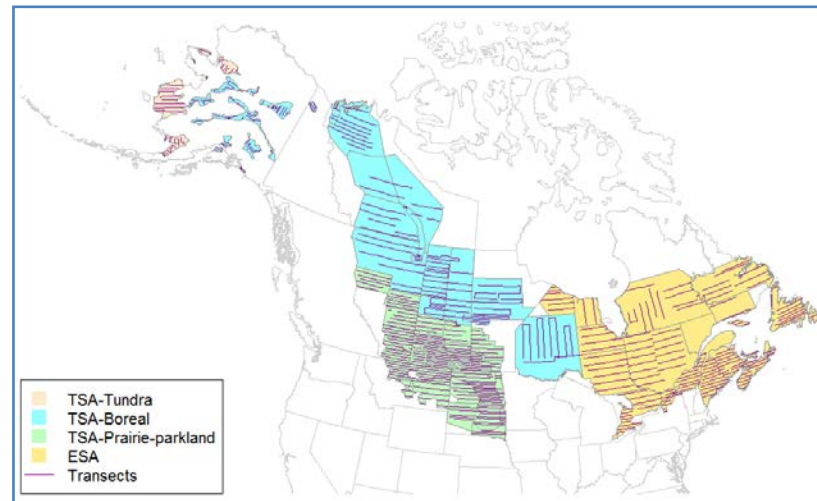 TSA-Tundra
TSA-Boreal
TSA-Prairie-parkland
ESA
Transects